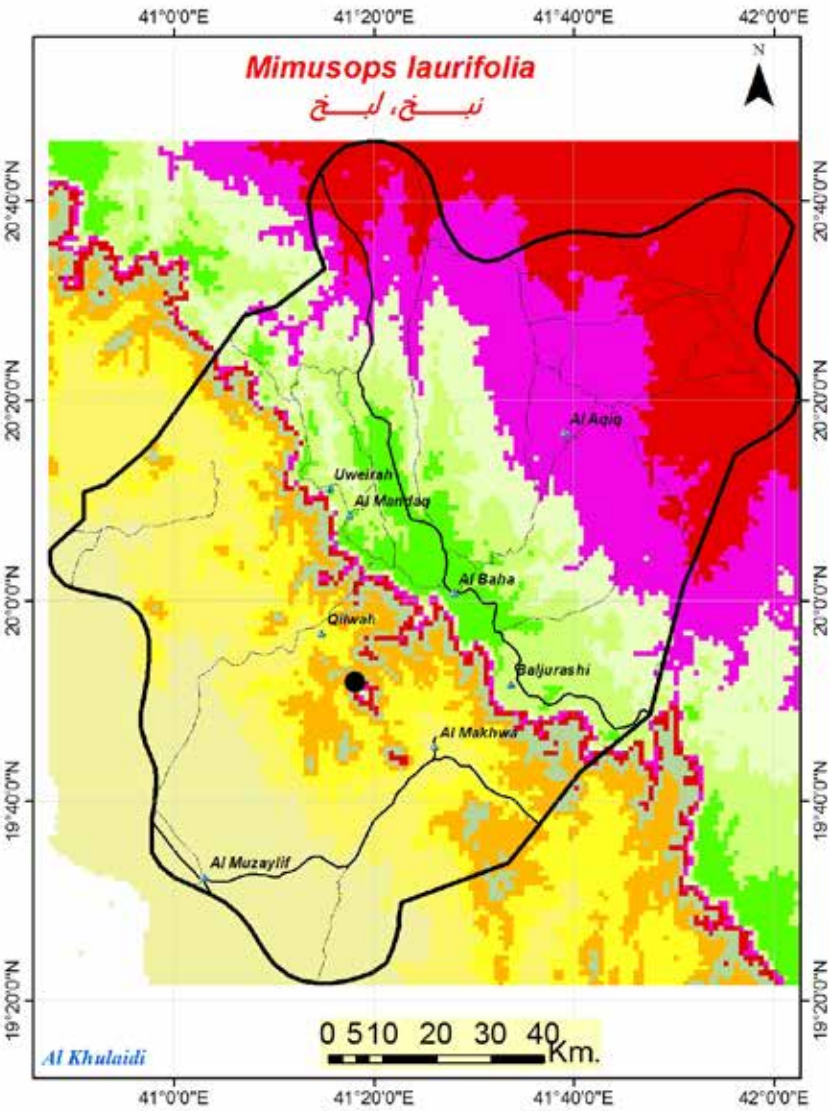 41°0'0"E 41°20'0"E 41°40'0"E 42°0'0"E
N
Mimusops laurifolia
نبــــخ، لبــــخ
20°40'0"N 20°40'0"N
20°20'0"N 20°20'0"N
Al Aqiq
Uweirah
Al Mandaq
Al Baha
20°0'0"N 20°0'0"N
Qilwah
Baljurashi
Al Makhwa
19°40'0"N 19°40'0"N
Al Muzaylif
19°20'0"N 19°20'0"N
Al Khulaidi
0 5 10 20 30 40 Km.
41°0'0"E 41°20'0"E 41°40'0"E 42°0'0"E